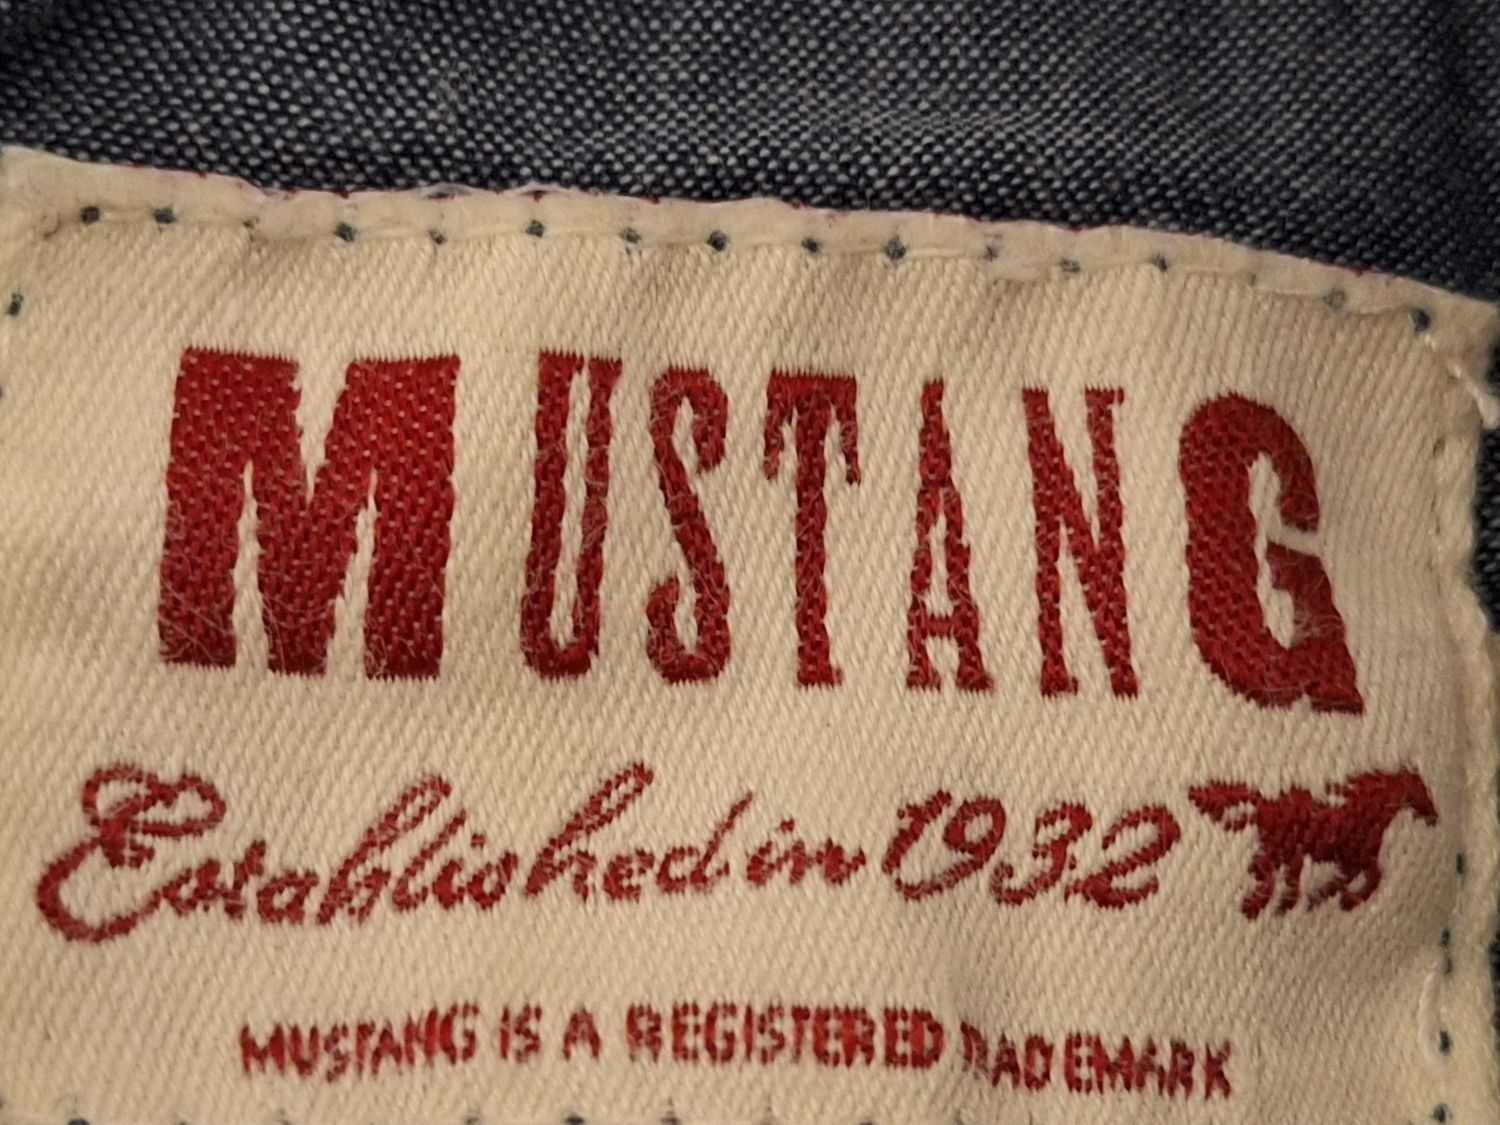 MUSTANG
Established in 1932
MUSTANG IS A REGISTERED TRADEMARK